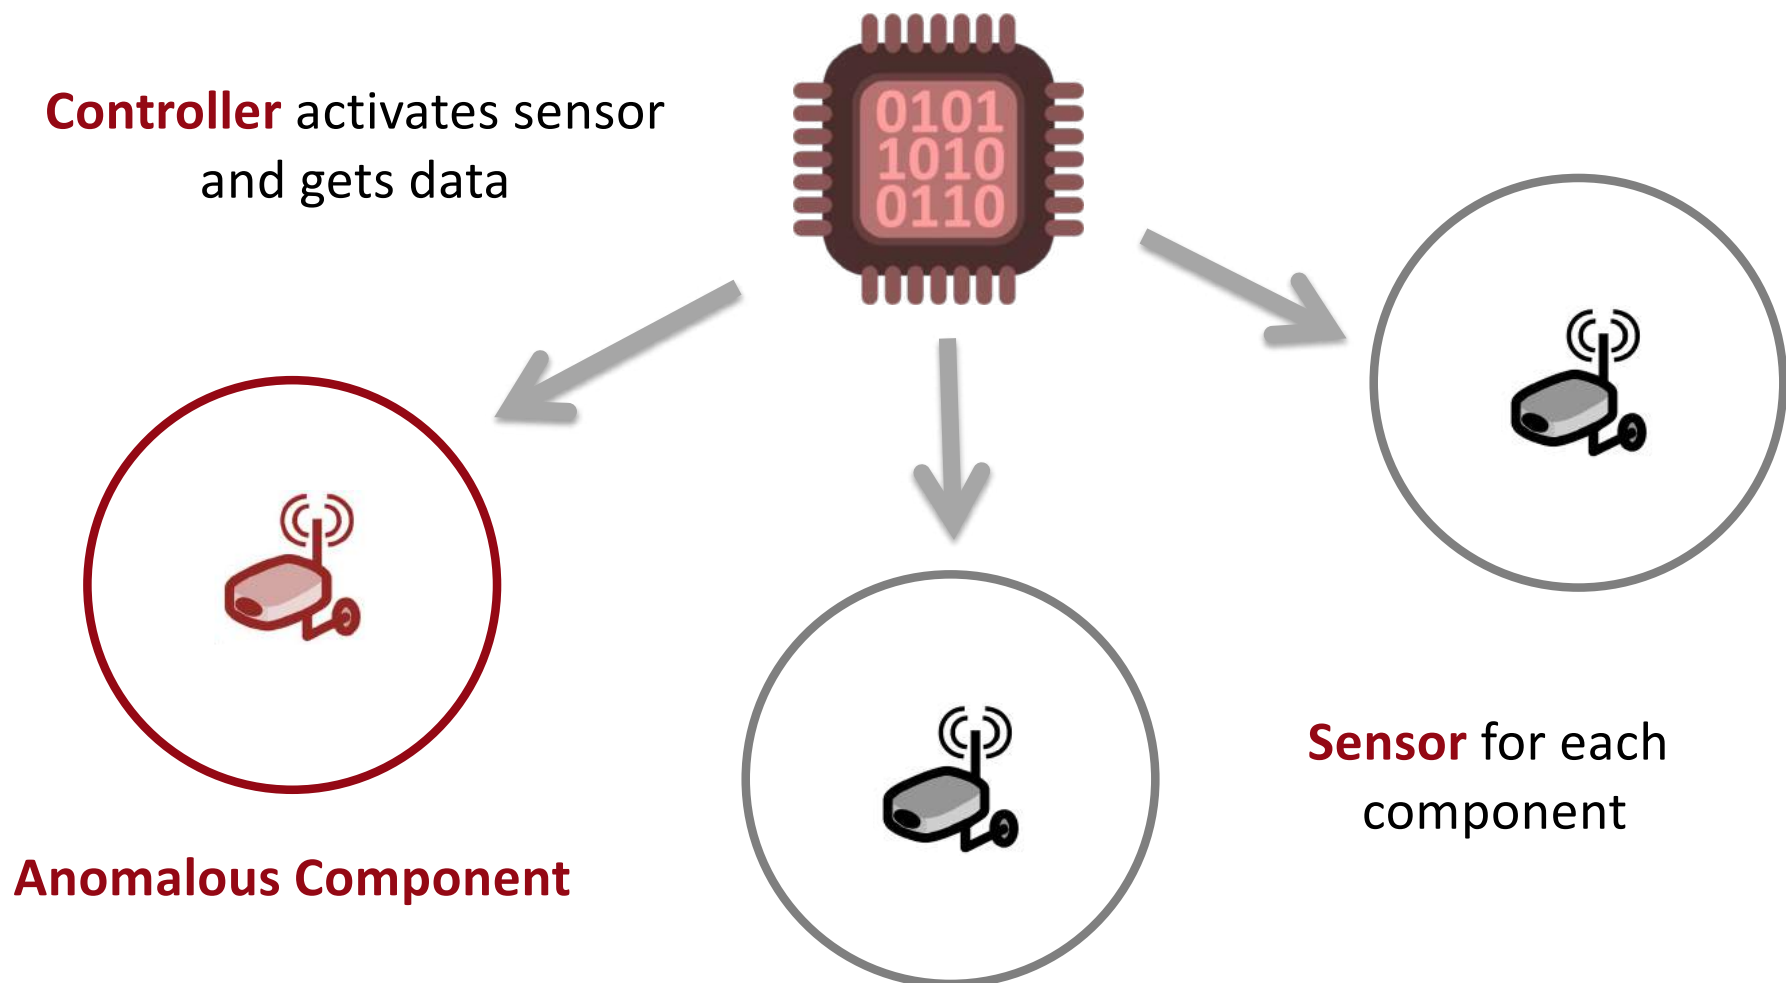 Controller activates sensor
and gets data
0101
1010
0110
Sensor for each
component
Anomalous Component